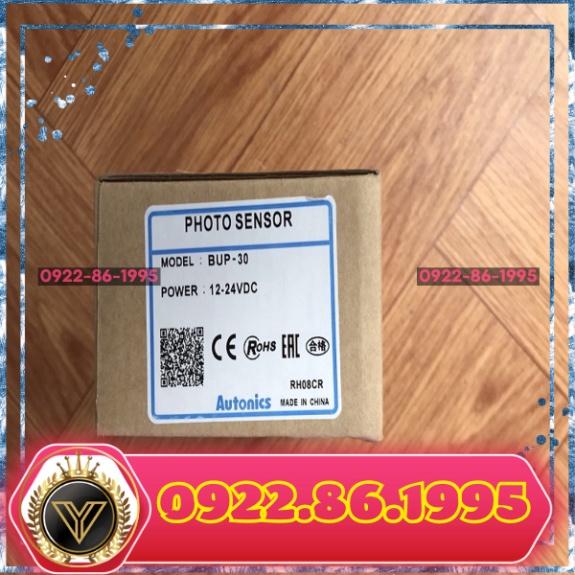 PHOTO SENSOR
MODEL : BUP-30
0922-86-1995 0922-86-1995
POWER : 12-24VDC
CE RoHS EAC 合格
RH08CR
Autonics MADE IN CHINA
0922.86.1995